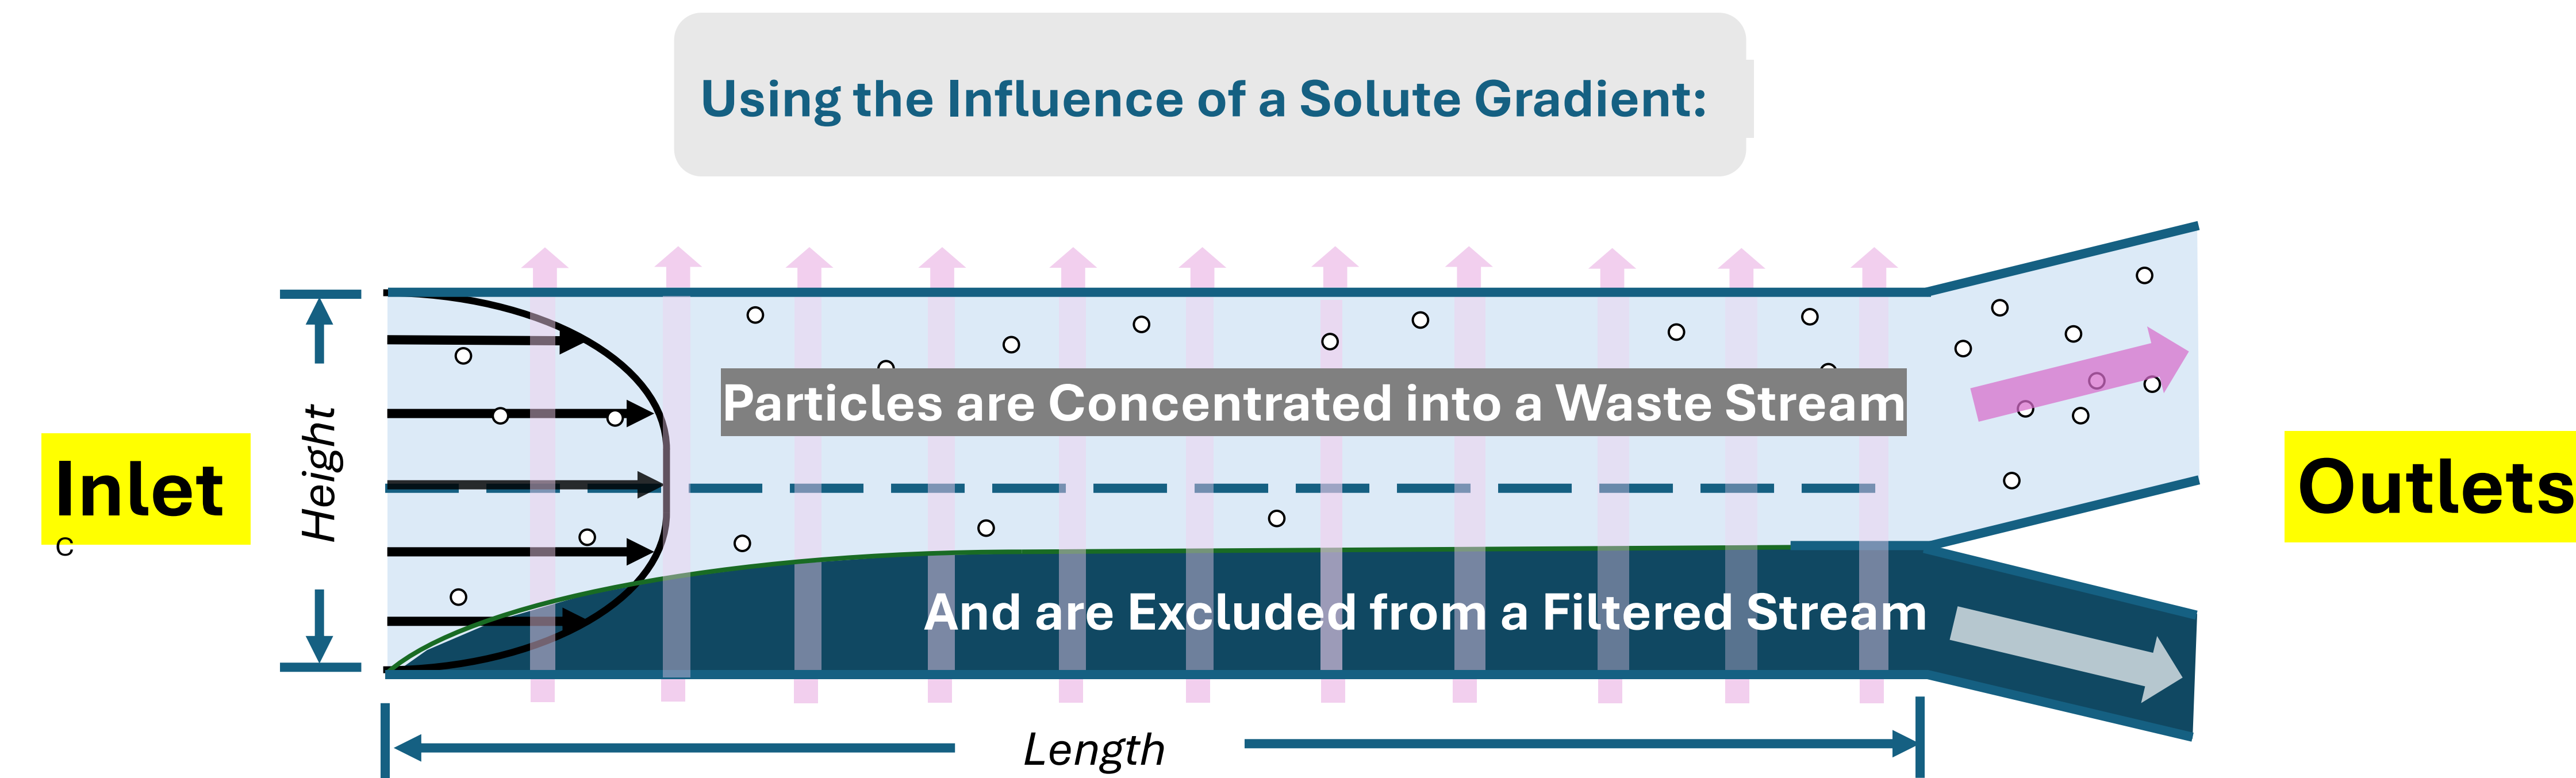 Using the Influence of a Solute Gradient:
Inlet
C
Height
Particles are Concentrated into a Waste Stream
And are Excluded from a Filtered Stream
Outlets
Length